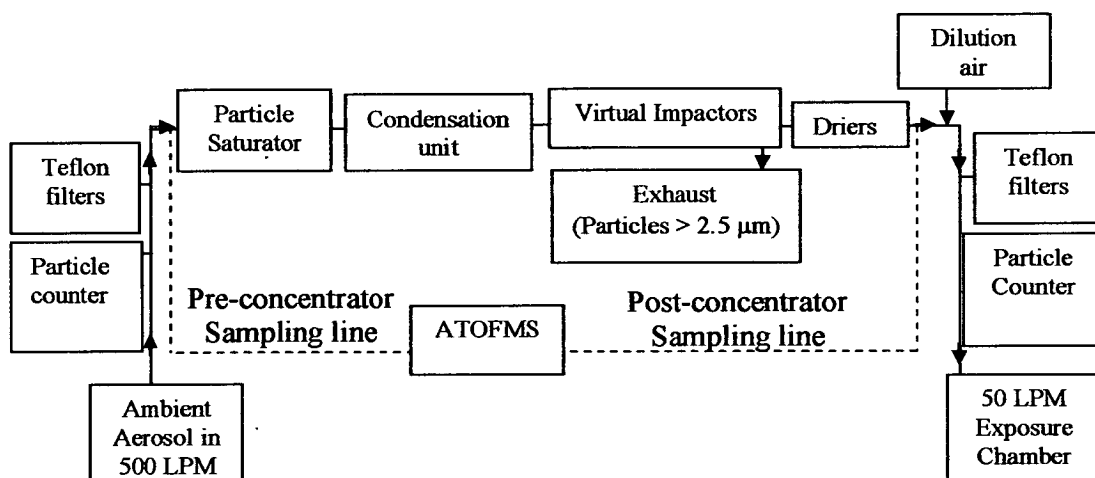 Dilution
air
Particle
Saturator
Condensation
unit
Virtual Impactors
Driers
Teflon
filters
Exhaust
(Particles > 2.5 µm)
Teflon
filters
Particle
counter
Particle
Counter
Pre-concentrator
Sampling line
ATOFMS
Post-concentrator
Sampling line
Ambient
Aerosol in
500 LPM
50 LPM
Exposure
Chamber